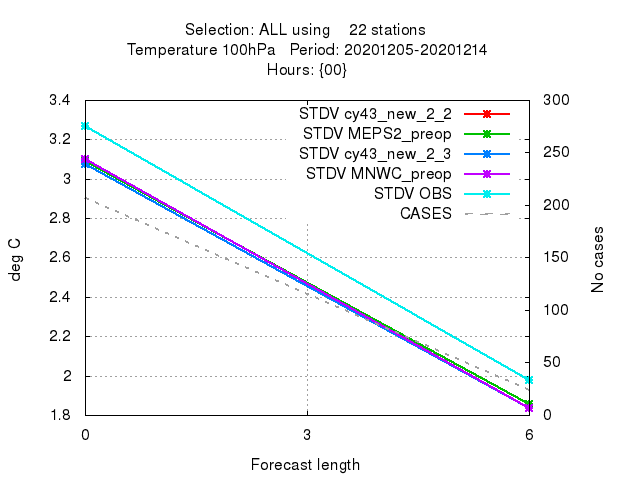 Selection: ALL using    22 stations
Temperature 100hPa   Period: 20201205-20201214
Hours: {00}
3.4
3.2
3
2.8
2.6
2.4
2.2
2
1.8
deg C
STDV cy43_new_2_2
STDV MEPS2_preop
STDV cy43_new_2_3
STDV MNWC_preop
STDV OBS
CASES
300
250
200
150
100
50
0
No cases
0
3
6
Forecast length